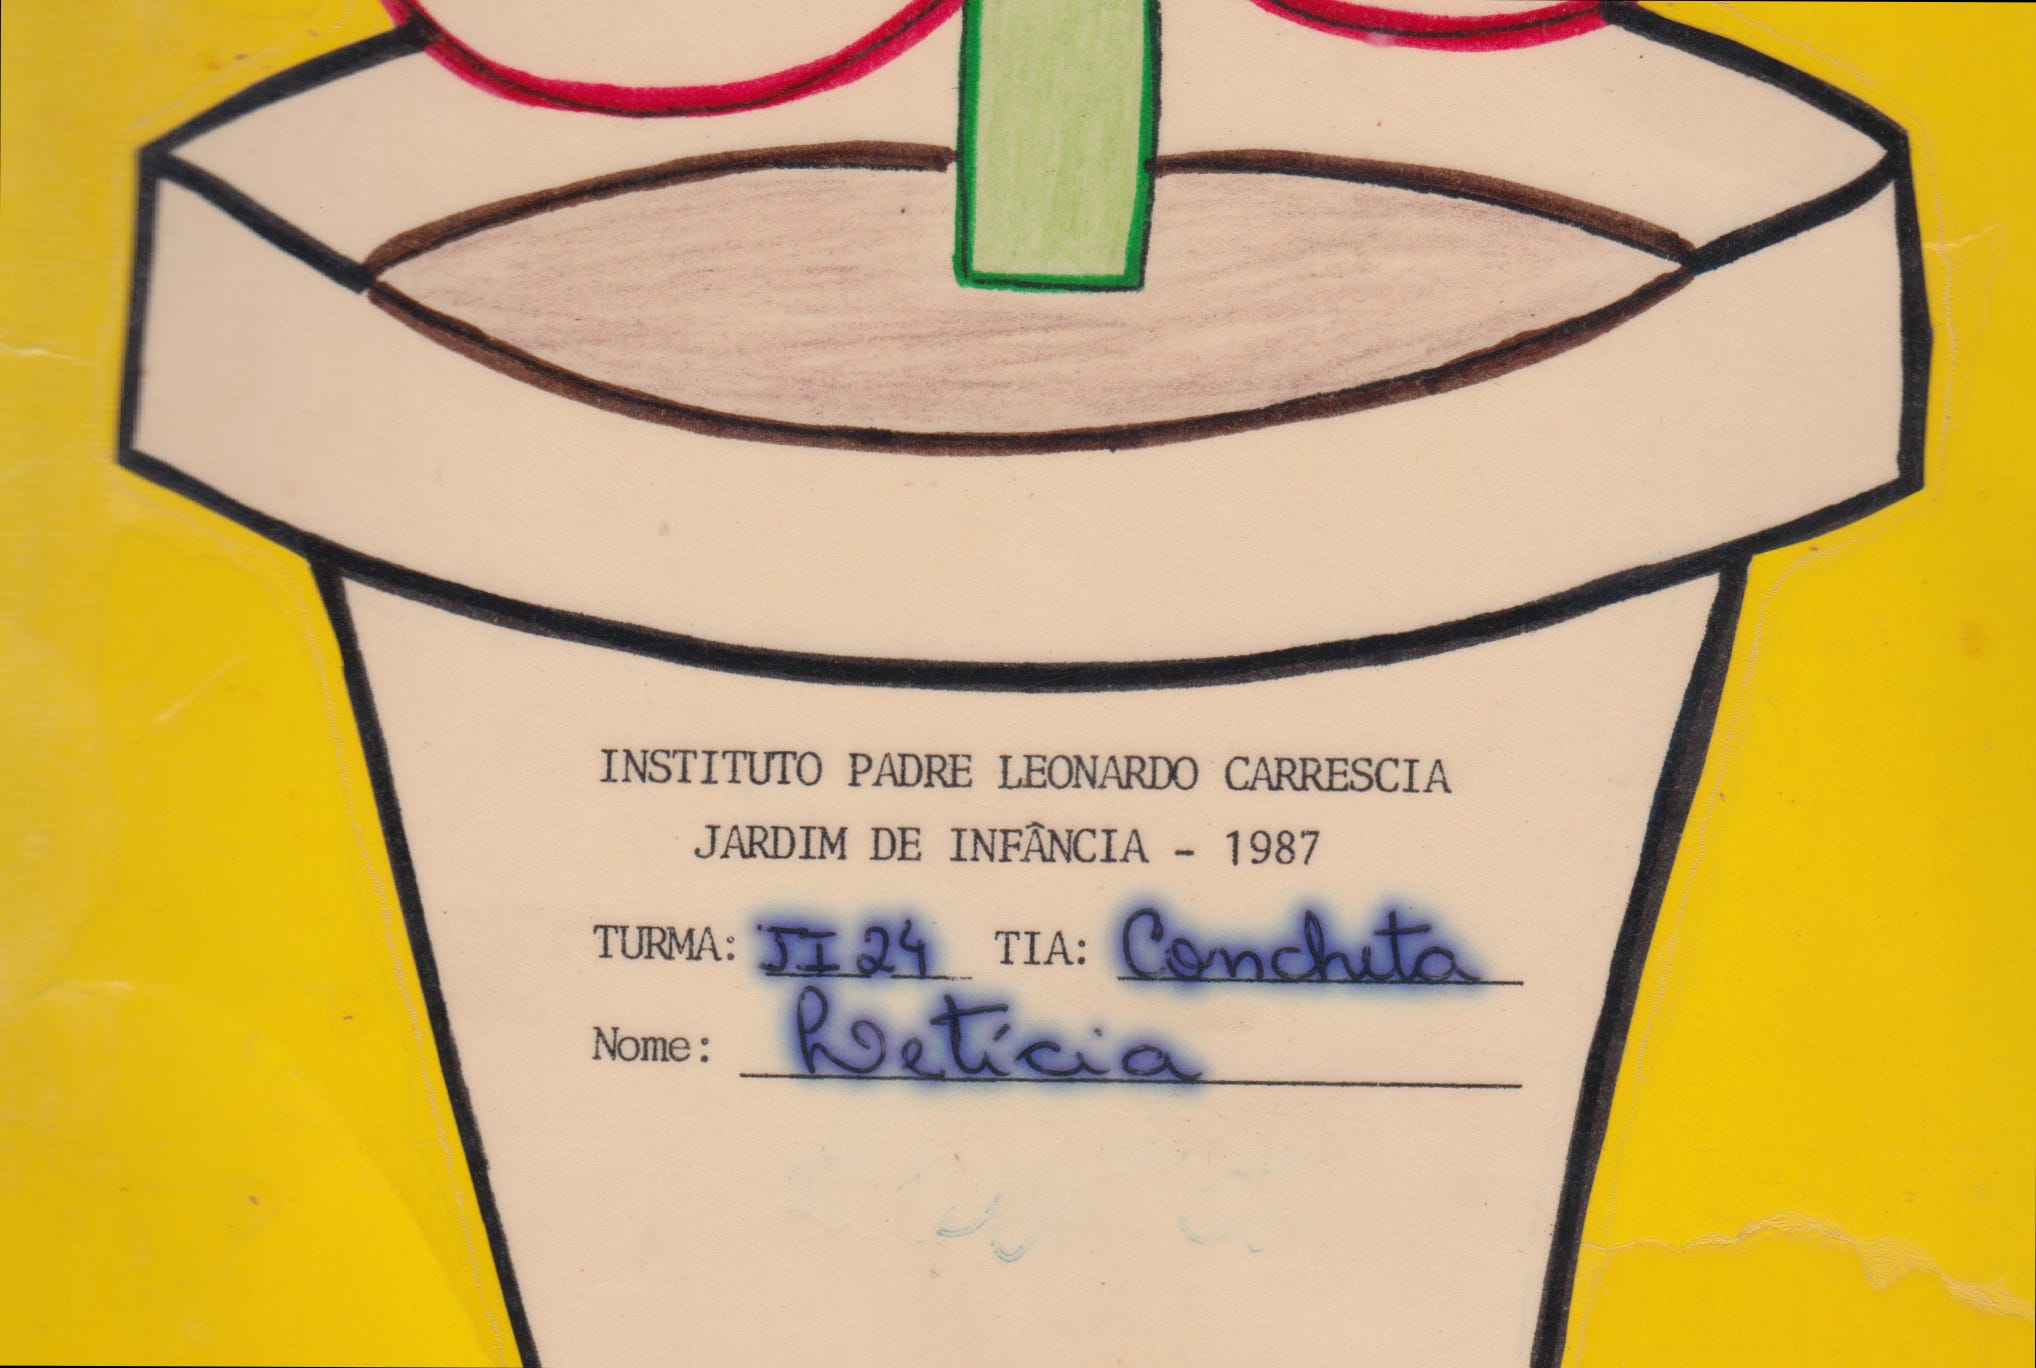 INSTITUTO PADRE LEONARDO CARRESCIA
JARDIM DE INFÂNCIA - 1987
TURMA: JI 24 TIA: Conchita
Nome: Letícia